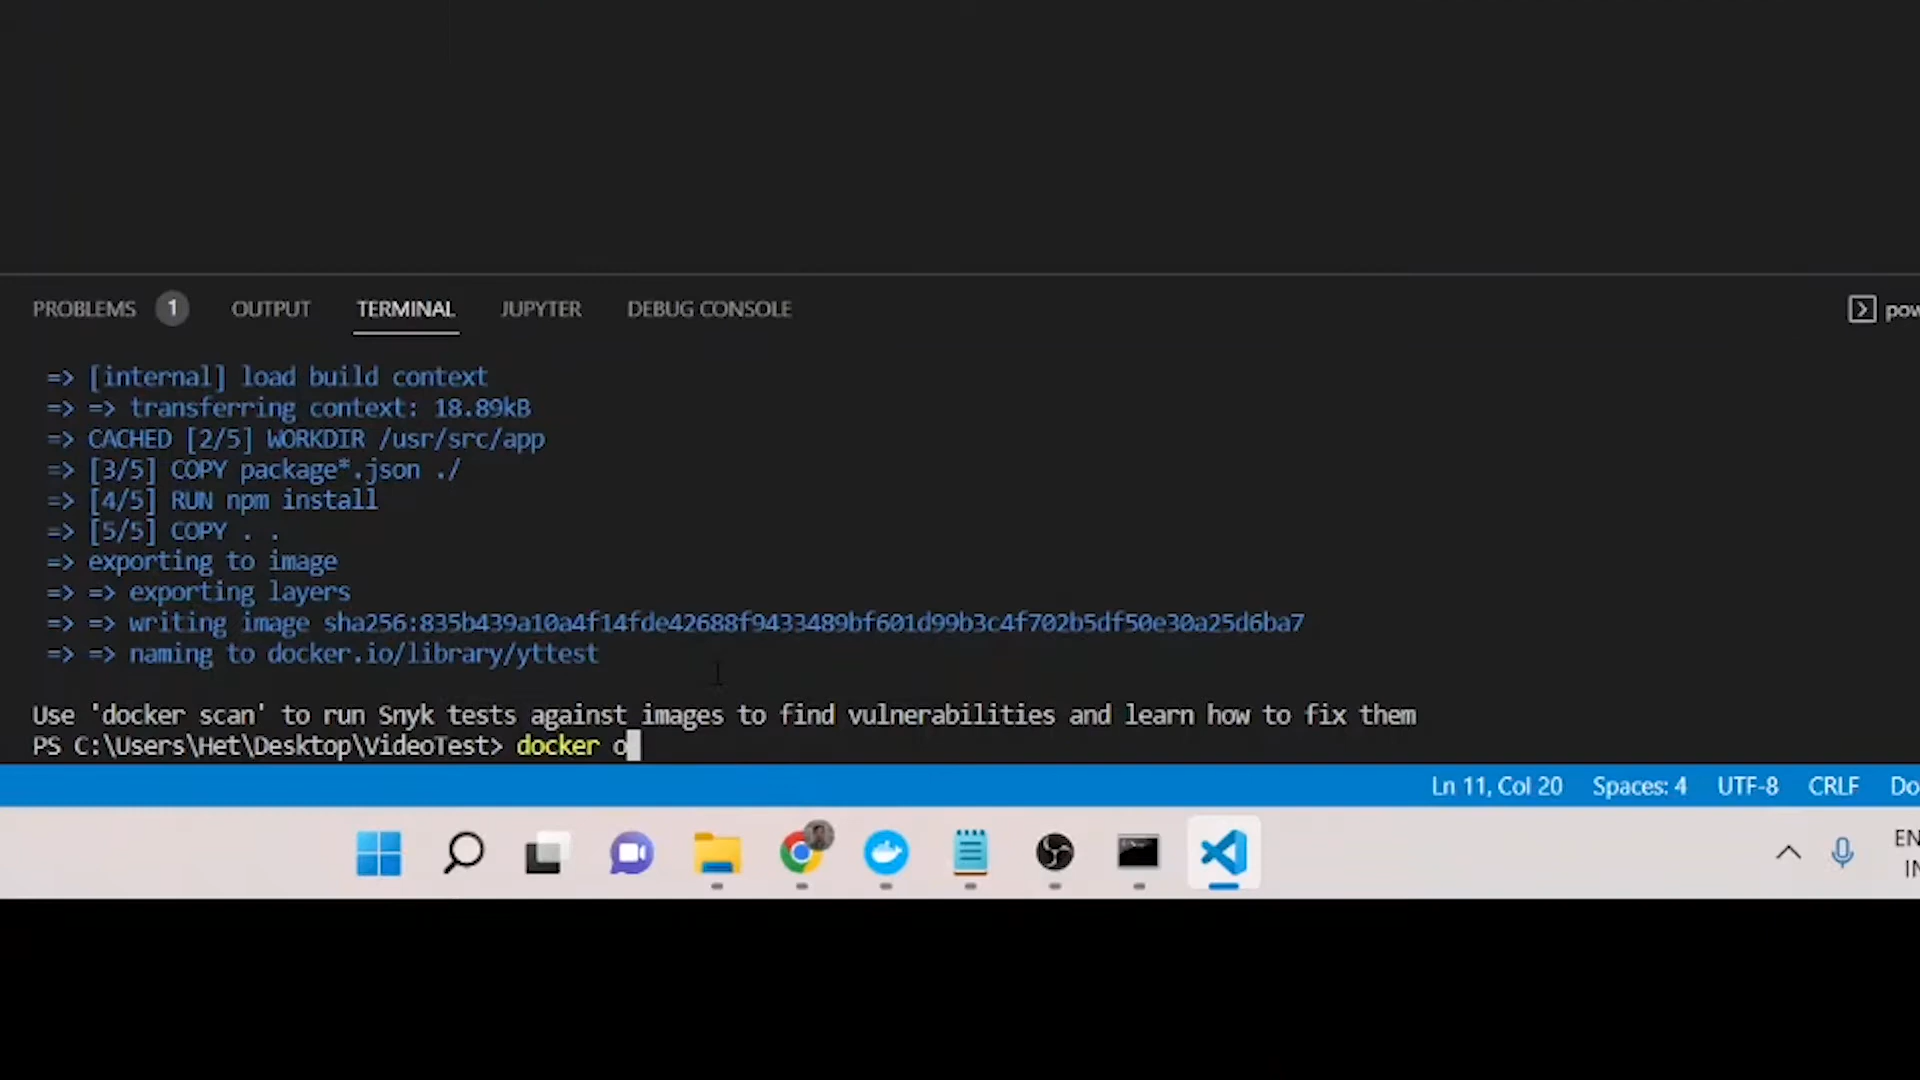 PROBLEMS 1 OUTPUT TERMINAL JUPYTER DEBUG CONSOLE pow
=> [internal] load build context
=> => transferring context: 18.89kB
=> CACHED [2/5] WORKDIR /usr/src/app
=> [3/5] COPY package*.json ./
=> [4/5] RUN npm install
=> [5/5] COPY . .
=> exporting to image
=> => exporting layers
=> => writing image sha256:835b439a10a4f14fde42688f9433489bf601d99b3c4f702b5df50e30a25d6ba7
=> => naming to docker.io/library/yttest
Use 'docker scan' to run Snyk tests against images to find vulnerabilities and learn how to fix them
PS C:\Users\Het\Desktop\VideoTest> docker o
Ln 11, Col 20 Spaces: 4 UTF-8 CRLF Do
EN
IN